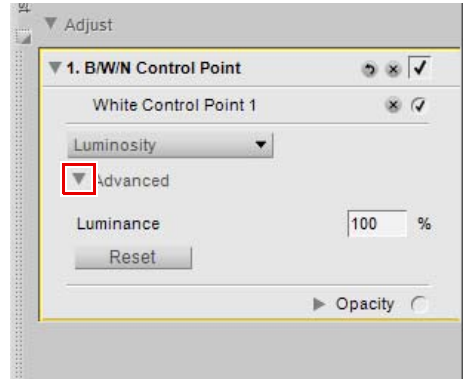 Adjust
1. B/W/N Control Point
White Control Point 1
Luminosity
Advanced
Luminance 100 %
Reset
Opacity